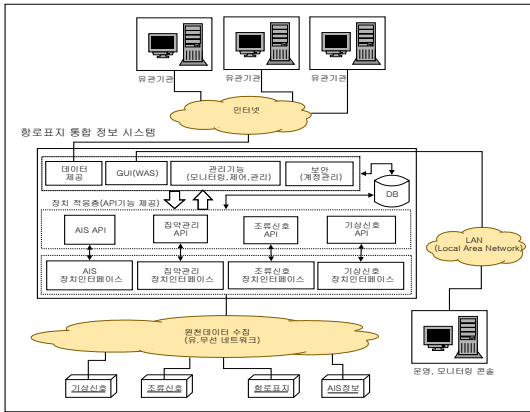 유관기관
유관기관
유관기관
인터넷
항로표지 통합 정보 시스템
데이터
제공
GUI(WAS)
관리기능
(모니터링,제어,관리)
보안
(계정관리)
DB
장치 적응층(API기능 제공)
AIS API
집약관리
API
조류신호
API
기상신호
API
AIS
장치인터페이스
집약관리
장치인터페이스
조류신호
장치인터페이스
기상신호
장치인터페이스
LAN
(Local Area Network)
원천데이터 수집
(유.무선 네트워크)
운영, 모니터링 콘솔
기상신호
조류신호
항로표지
AIS정보